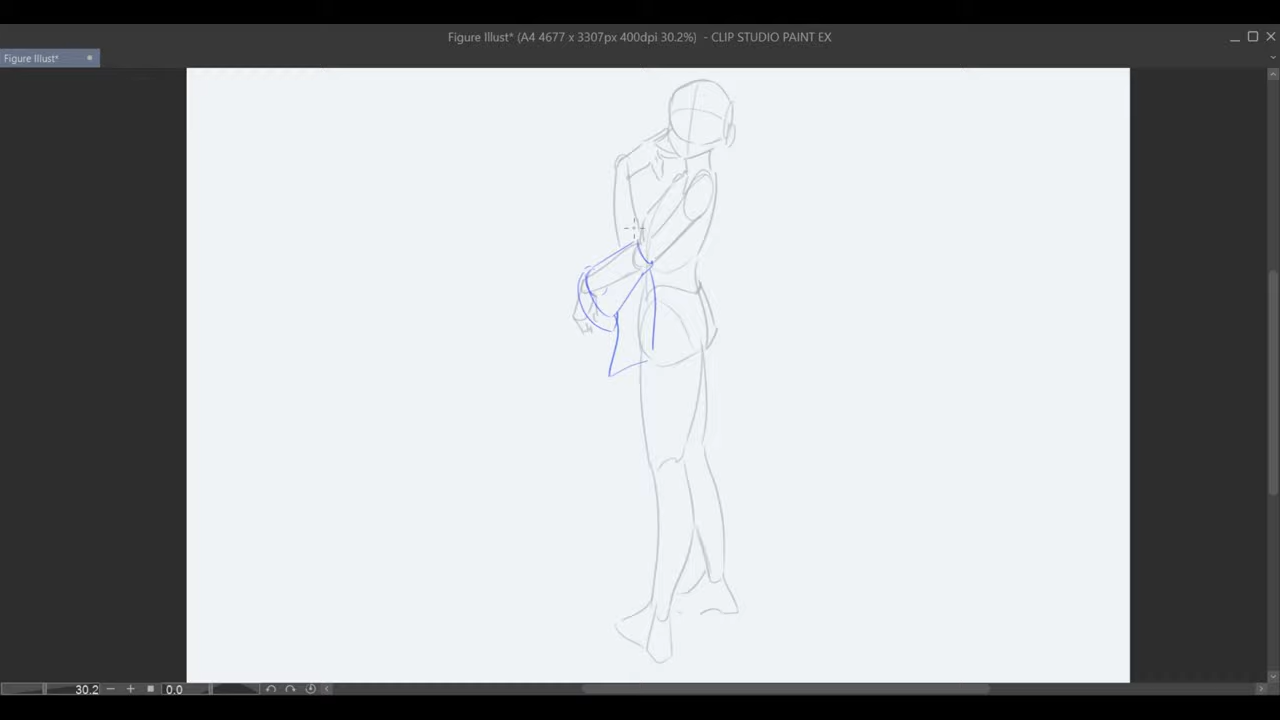 Figure Illust* (A4 4677 x 3307px 400dpi 30.2%) - CLIP STUDIO PAINT EX
Figure Illust*
30.2
0.0